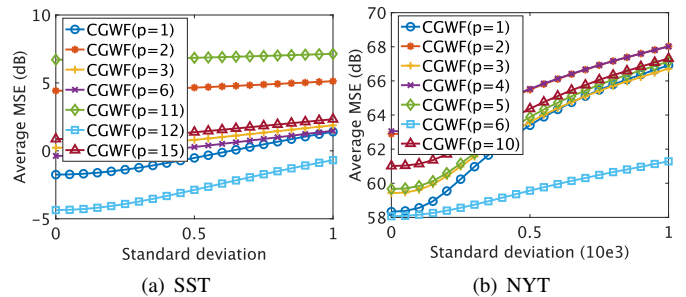 10
5
0
-5
Average MSE (dB)
CGWF(p=1)
CGWF(p=2)
CGWF(p=3)
CGWF(p=6)
CGWF(p=11)
CGWF(p=12)
CGWF(p=15)
0 0.5 1
Standard deviation
(a) SST
70
68
66
64
62
60
58
Average MSE (dB)
CGWF(p=1)
CGWF(p=2)
CGWF(p=3)
CGWF(p=4)
CGWF(p=5)
CGWF(p=6)
CGWF(p=10)
0 0.5 1
Standard deviation (10e3)
(b) NYT